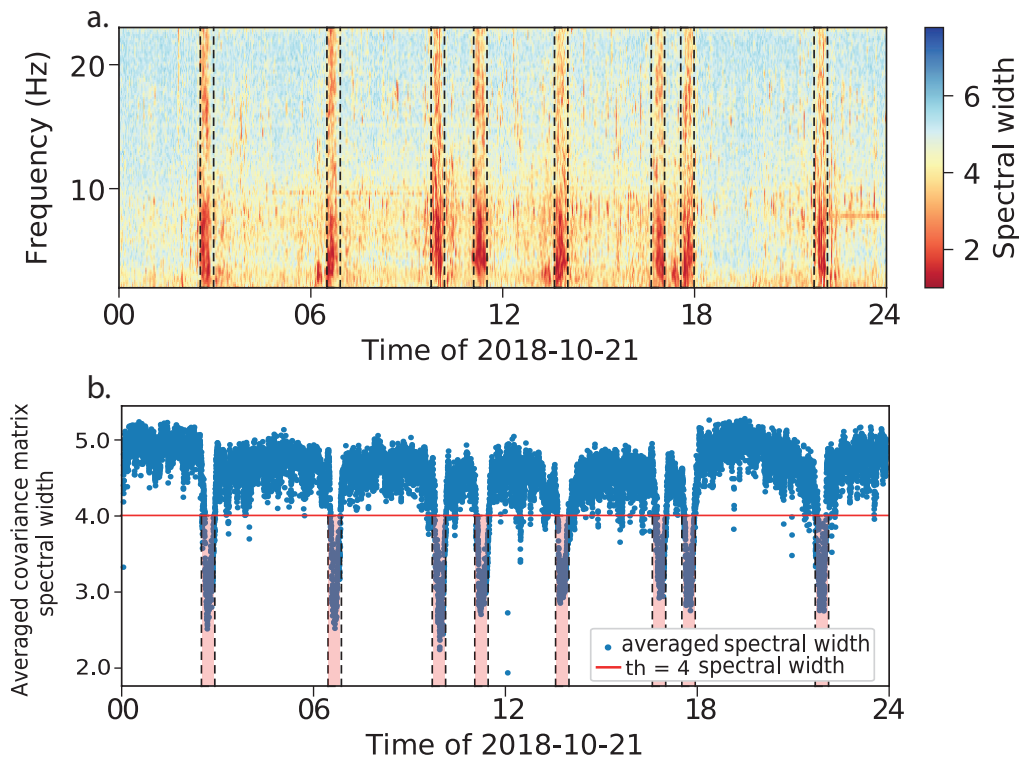 a.
Frequency (Hz)
20
10
00 06 12 18 24
Time of 2018-10-21
6
4
2
Spectral width
b.
Averaged covariance matrix
spectral width
5.0
4.0
3.0
2.0
averaged spectral width
th = 4 spectral width
00 06 12 18 24
Time of 2018-10-21